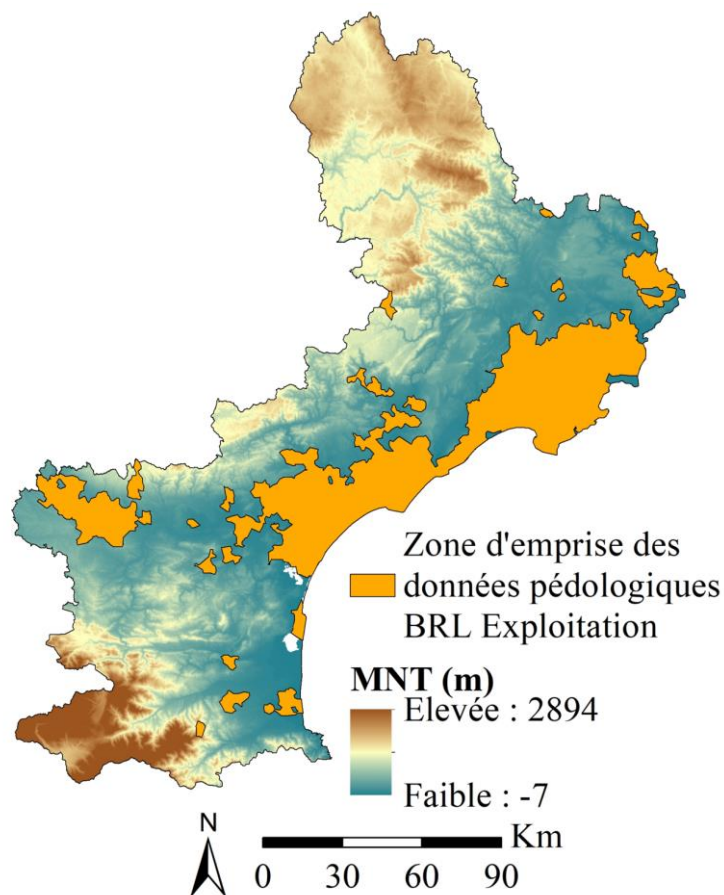 Zone d'emprise des
données pédologiques
BRL Exploitation
MNT (m)
Elevée : 2894
Faible : -7
N
Km
0 30 60 90